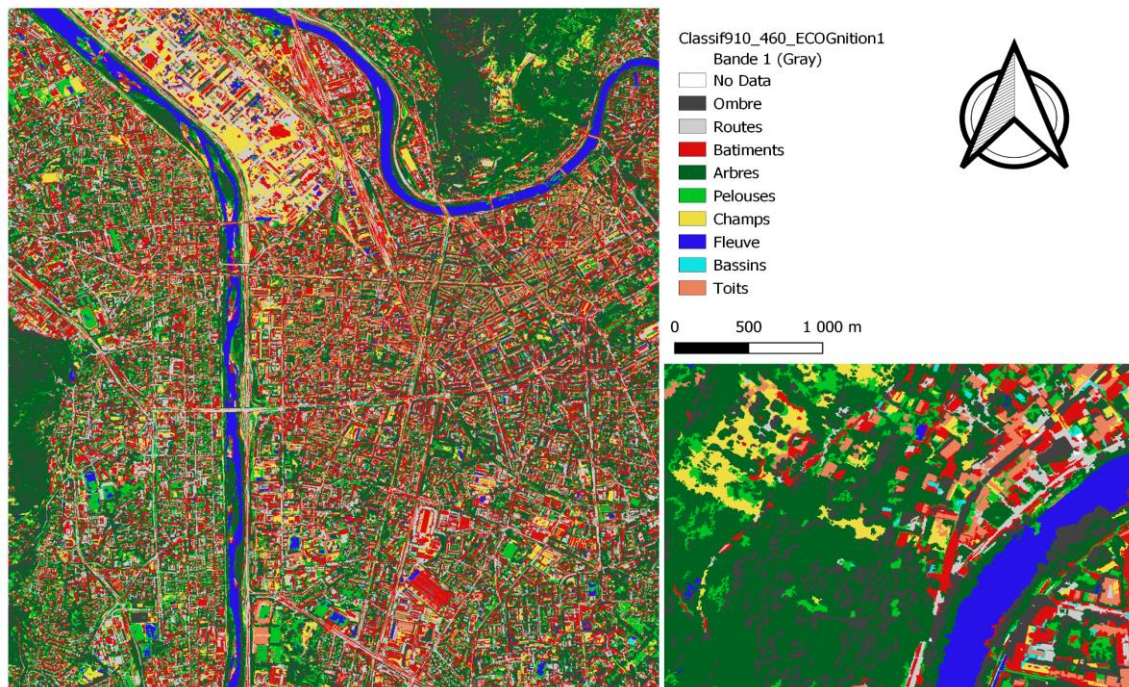 Classif910_460_ECOGnition1
Bande 1 (Gray)
No Data
Ombre
Routes
Batiments
Arbres
Pelouses
Champs
Fleuve
Bassins
Toits
0 500 1 000 m